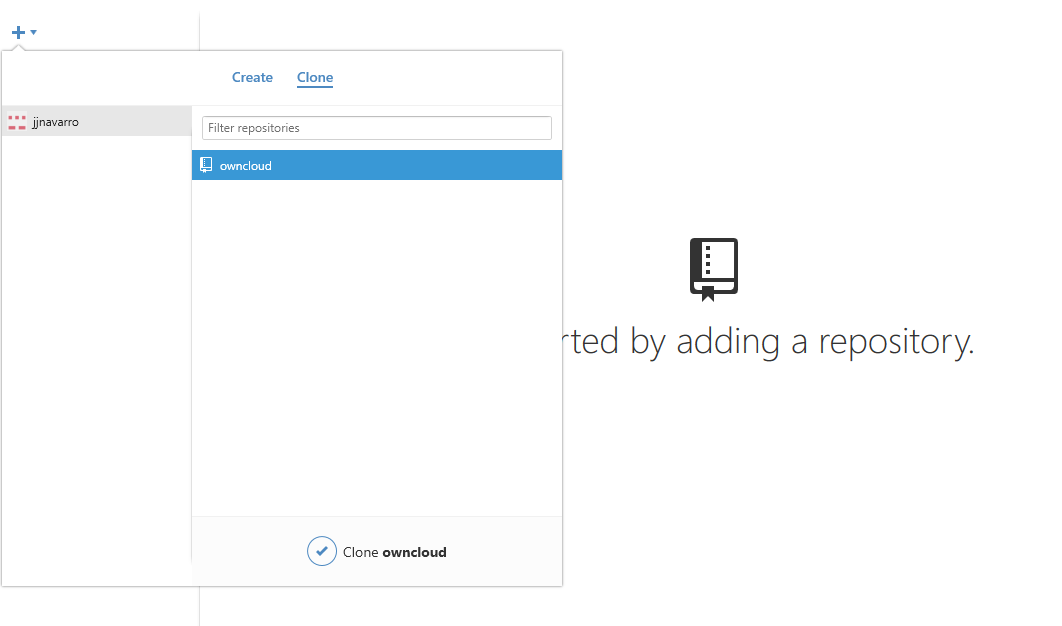 Create Clone
jjnavarro
Filter repositories
owncloud
rted by adding a repository.
Clone owncloud